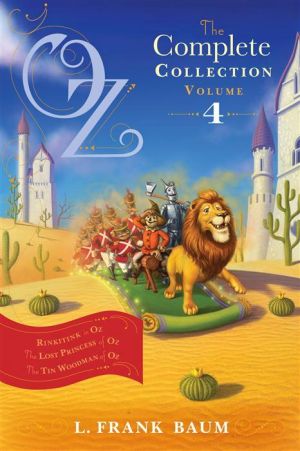 OZ
The
Complete
COLLECTION
VOLUME
4
RINKITINK in OZ
The LOST PRINCESS of OZ
The TIN WOODMAN of OZ
L. FRANK BAUM